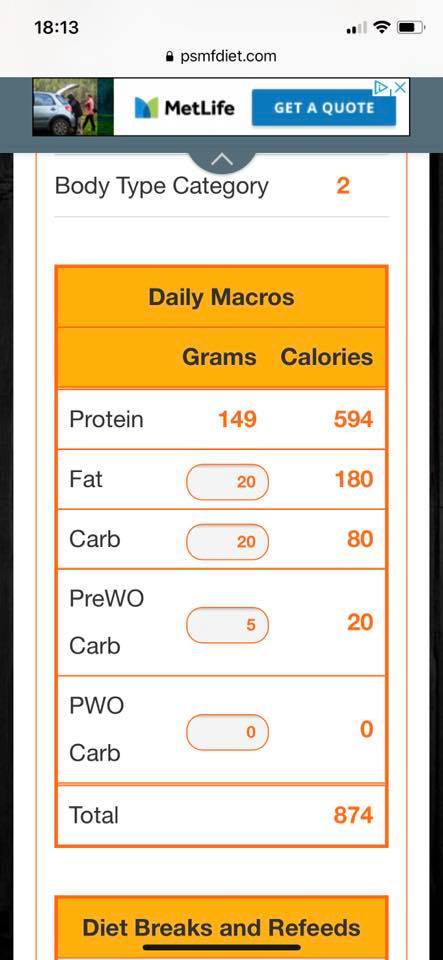 18:13
psmfdiet.com
MetLife GET A QUOTE
Body Type Category 2
Daily Macros
Grams Calories
Protein 149 594
Fat 20 180
Carb 20 80
PreWO
Carb 5 20
PWO
Carb 0 0
Total 874
Diet Breaks and Refeeds